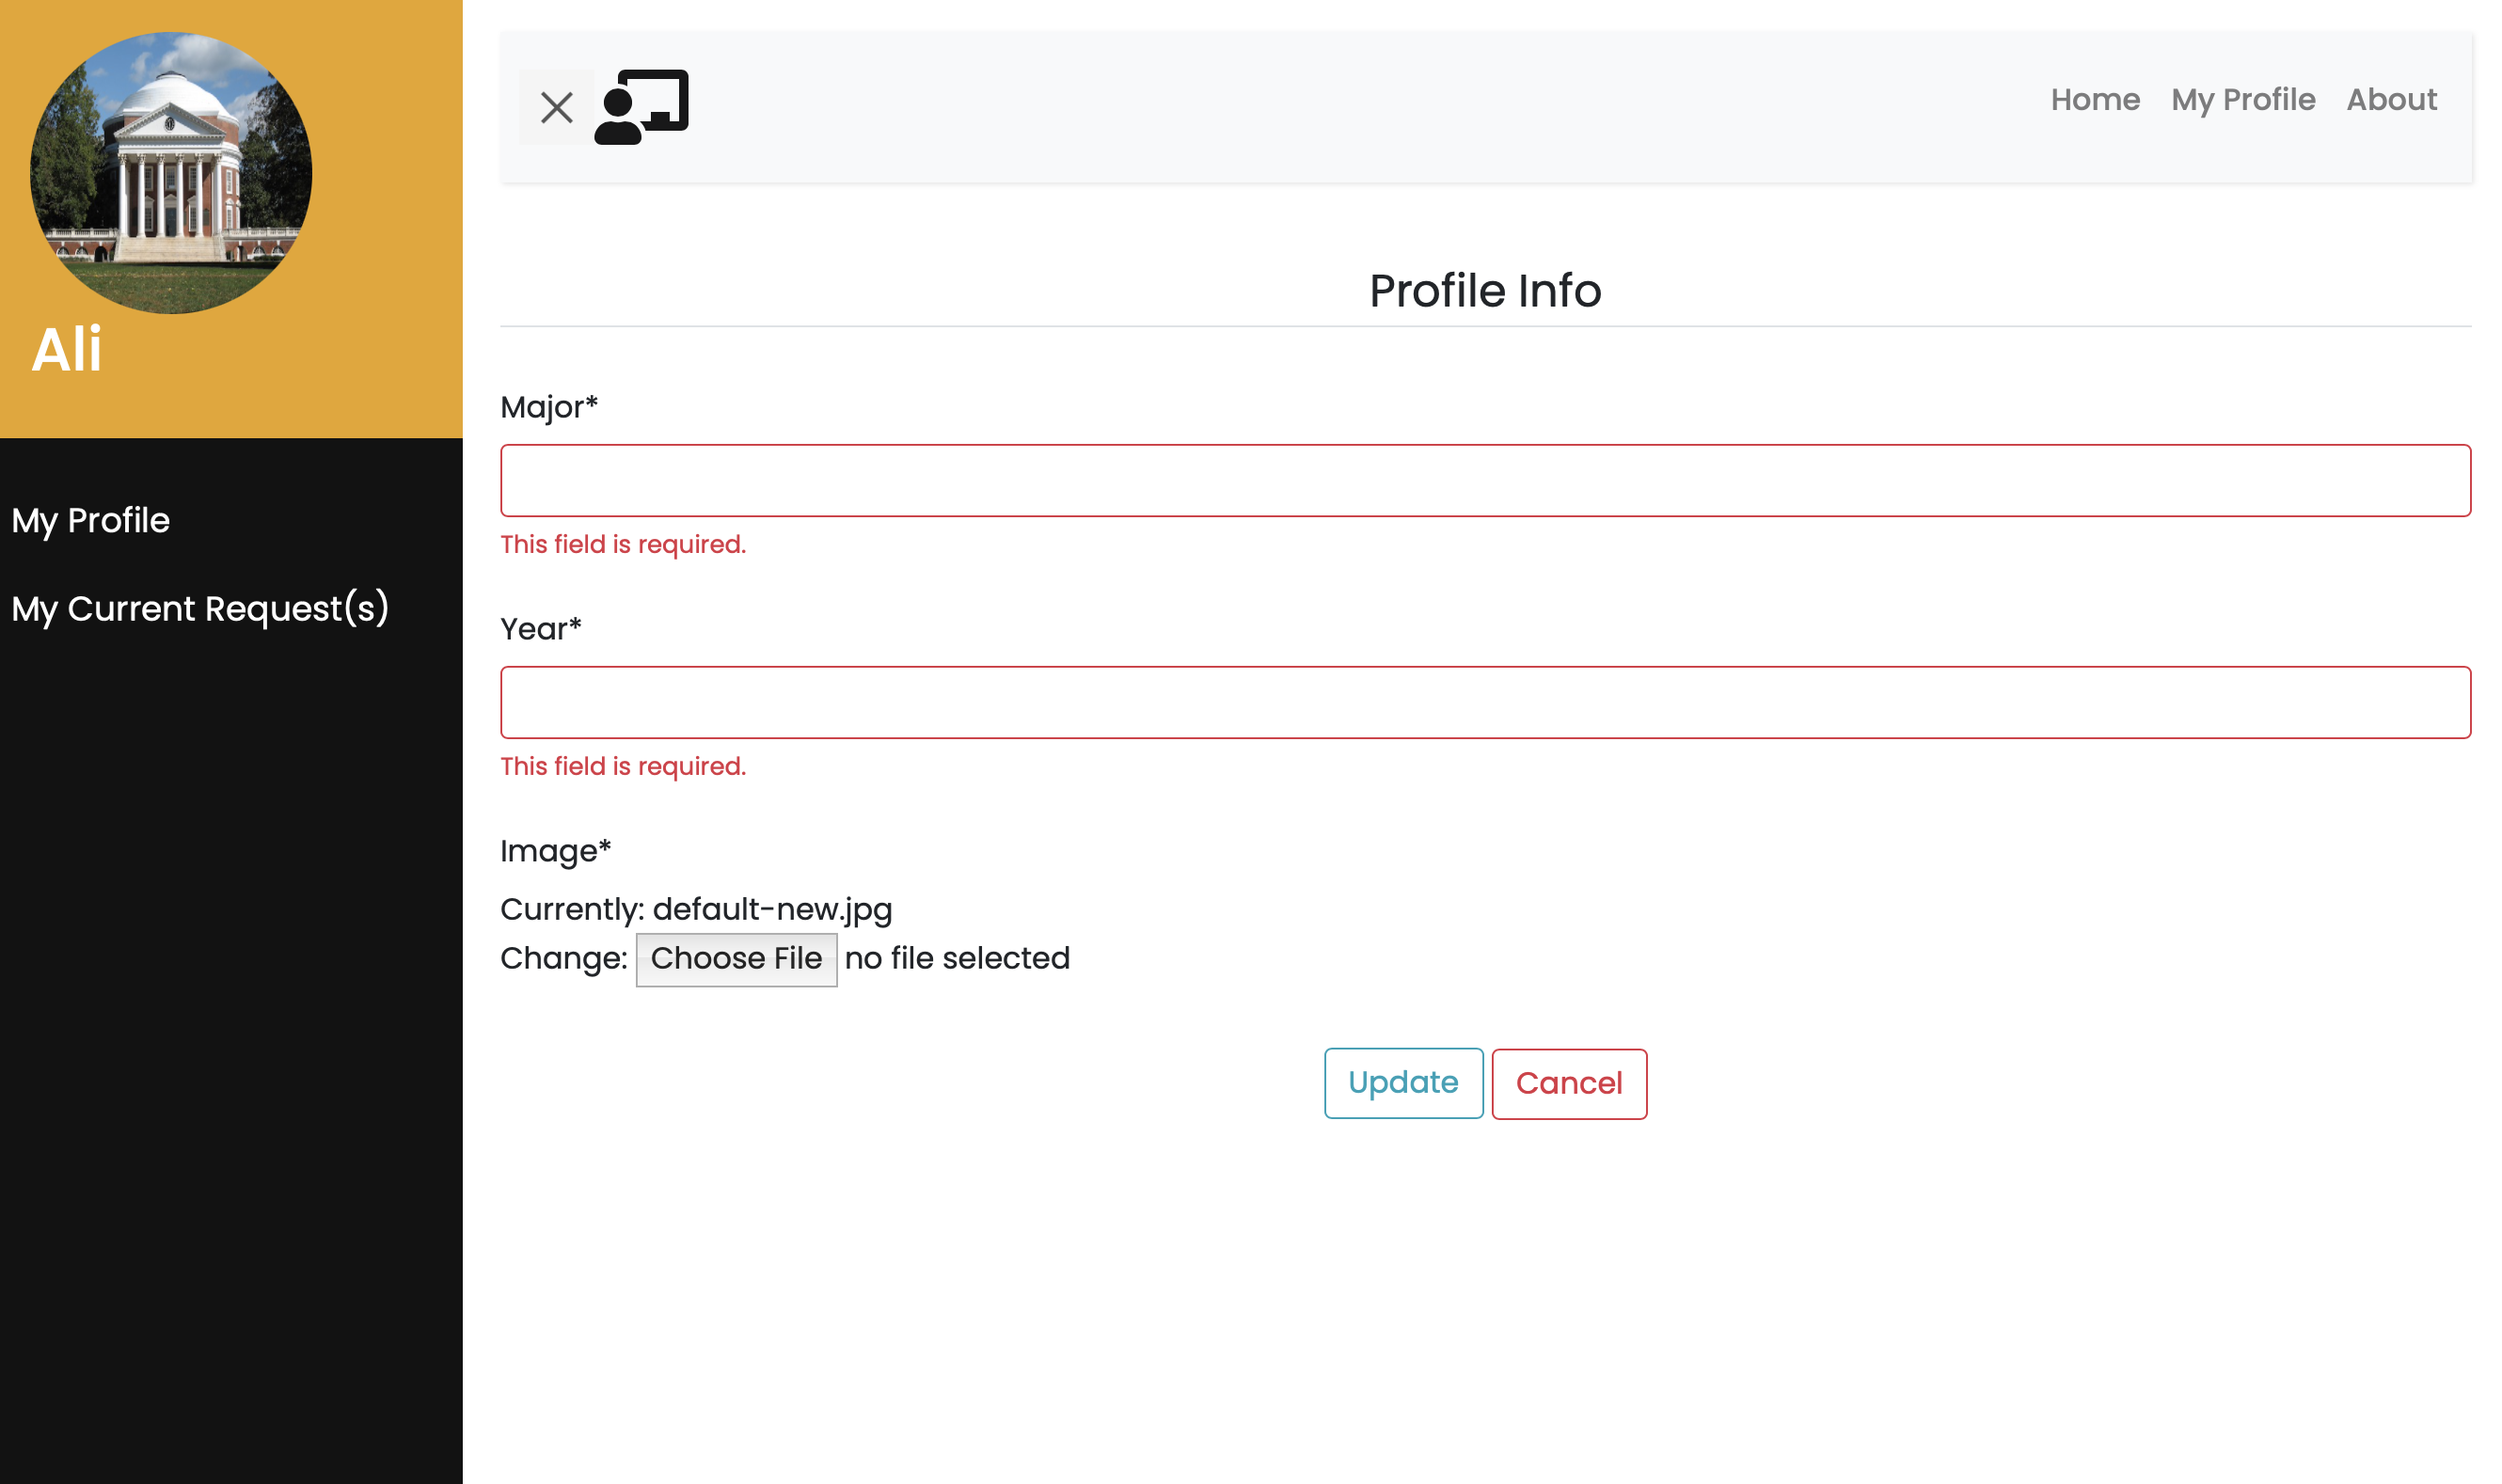 Ali
My Profile
My Current Request(s)
Home My Profile About
Profile Info
Major*
This field is required.
Year*
This field is required.
Image*
Currently: default-new.jpg
Change: Choose File no file selected
Update Cancel